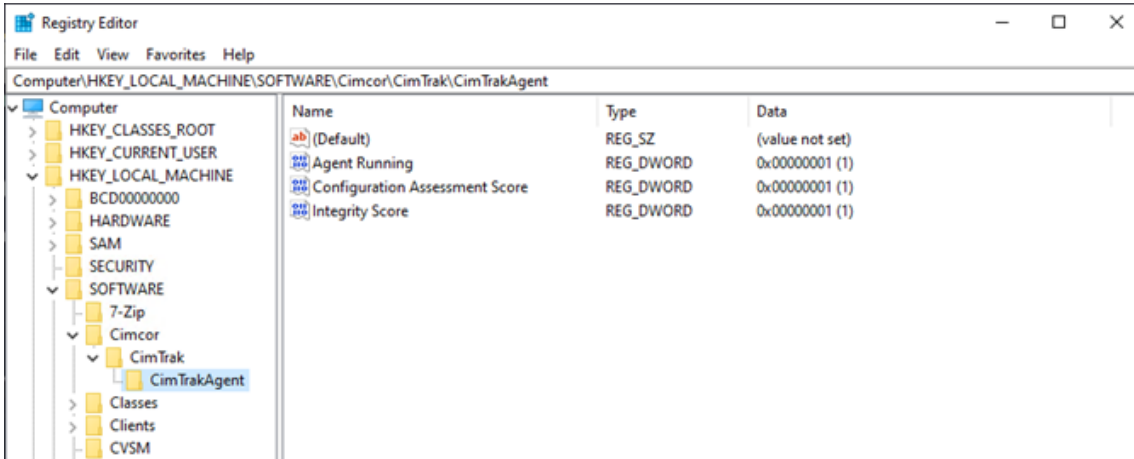 Registry Editor
File Edit View Favorites Help
Computer\HKEY_LOCAL_MACHINE\SOFTWARE\Cimcor\CimTrak\CimTrakAgent
Computer
HKEY_CLASSES_ROOT
HKEY_CURRENT_USER
HKEY_LOCAL_MACHINE
BCD00000000
HARDWARE
SAM
SECURITY
SOFTWARE
7-Zip
Cimcor
CimTrak
CimTrakAgent
Classes
Clients
CVSM
Name Type Data
ab (Default) REG_SZ (value not set)
Agent Running REG_DWORD 0x00000001 (1)
Configuration Assessment Score REG_DWORD 0x00000001 (1)
Integrity Score REG_DWORD 0x00000001 (1)